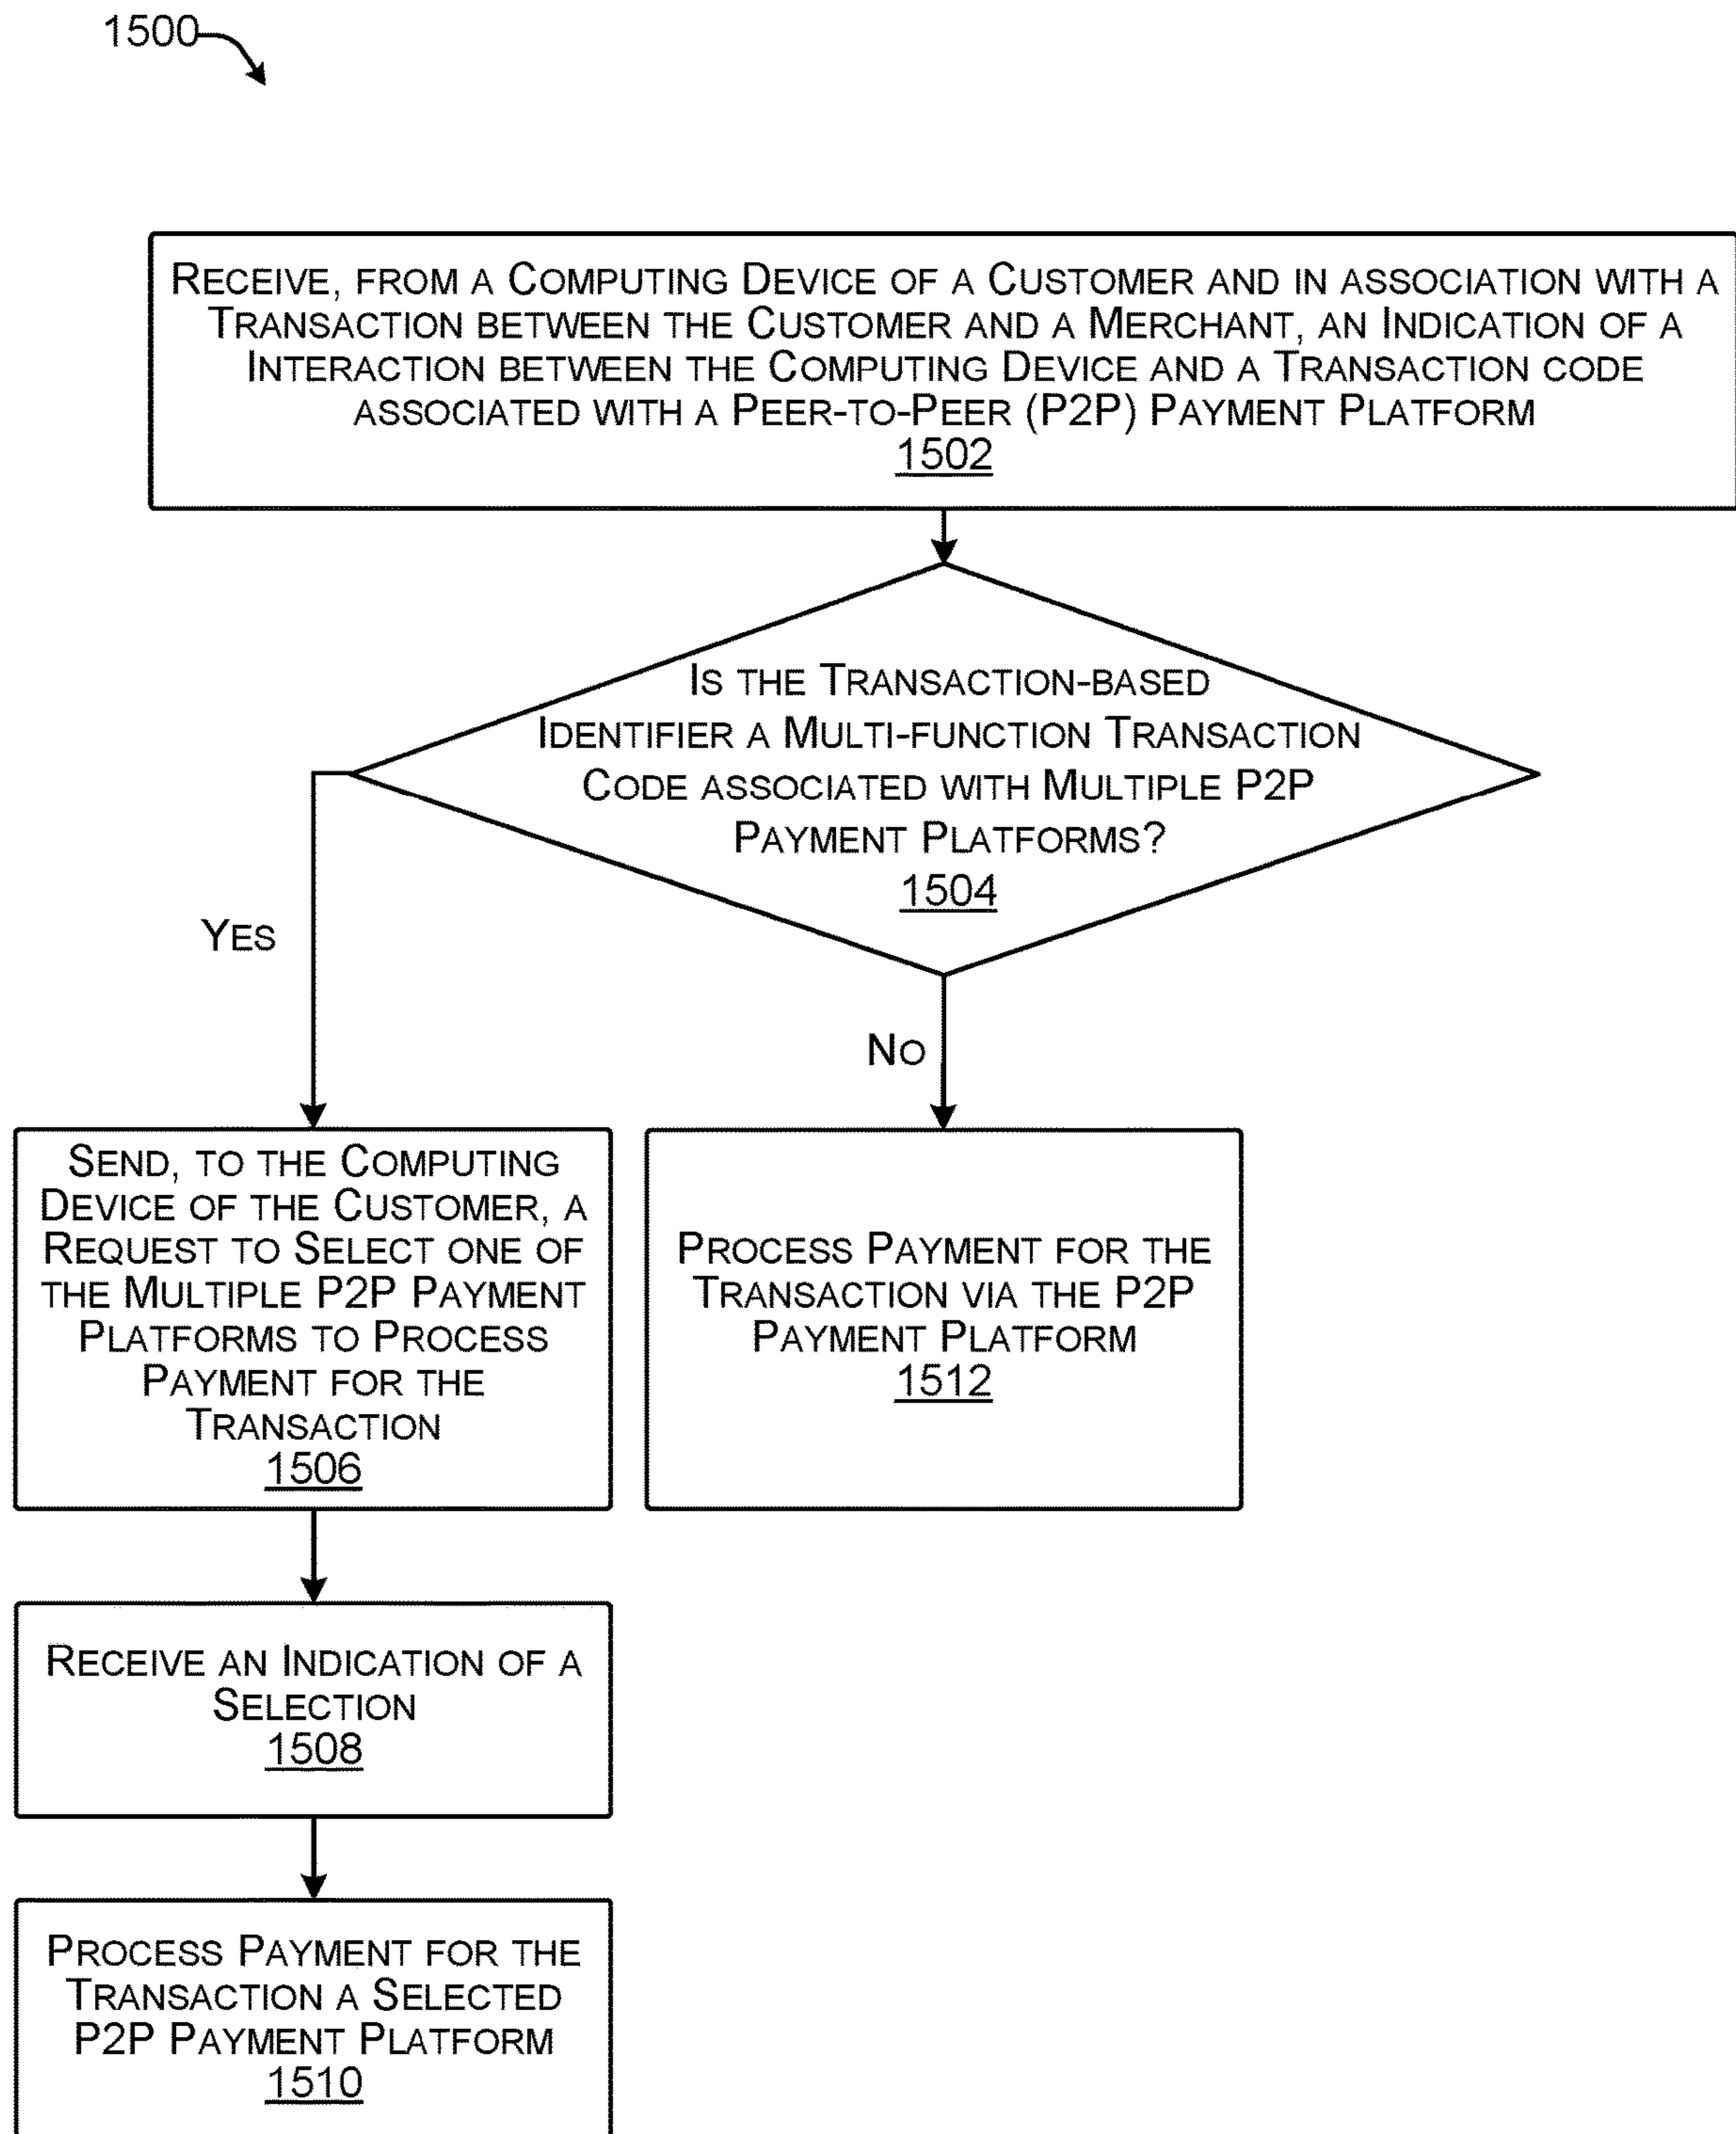 1500
RECEIVE, FROM A COMPUTING DEVICE OF A CUSTOMER AND IN ASSOCIATION WITH A
TRANSACTION BETWEEN THE CUSTOMER AND A MERCHANT, AN INDICATION OF A
INTERACTION BETWEEN THE COMPUTING DEVICE AND A TRANSACTION CODE
ASSOCIATED WITH A PEER-TO-PEER (P2P) PAYMENT PLATFORM
1502
IS THE TRANSACTION-BASED
IDENTIFIER A MULTI-FUNCTION TRANSACTION
CODE ASSOCIATED WITH MULTIPLE P2P
PAYMENT PLATFORMS?
1504
YES
NO
SEND, TO THE COMPUTING
DEVICE OF THE CUSTOMER, A
REQUEST TO SELECT ONE OF
THE MULTIPLE P2P PAYMENT
PLATFORMS TO PROCESS
PAYMENT FOR THE
TRANSACTION
1506
PROCESS PAYMENT FOR THE
TRANSACTION VIA THE P2P
PAYMENT PLATFORM
1512
RECEIVE AN INDICATION OF A
SELECTION
1508
PROCESS PAYMENT FOR THE
TRANSACTION A SELECTED
P2P PAYMENT PLATFORM
1510